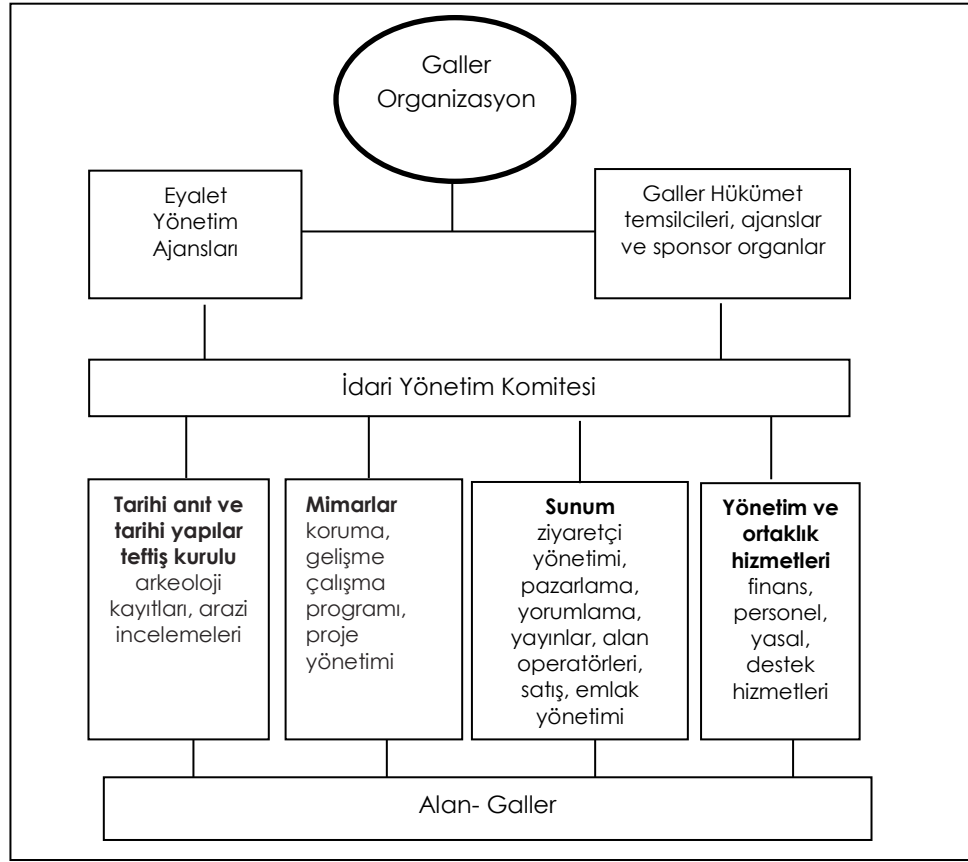 Galler
Organizasyon
Eyalet
Yönetim
Ajansları
Galler Hükümet
temsilcileri, ajanslar
ve sponsor organlar
İdari Yönetim Komitesi
Tarihi anıt ve
tarihi yapılar
teftiş kurulu
arkeoloji
kayıtları, arazi
incelemeleri
Mimarlar
koruma,
gelişme
çalışma
programı,
proje
yönetimi
Sunum
ziyaretçi
yönetimi,
pazarlama,
yorumlama,
yayınlar, alan
operatörleri,
satış, emlak
yönetimi
Yönetim ve
ortaklık
hizmetleri
finans,
personel,
yasal,
destek
hizmetleri
Alan- Galler